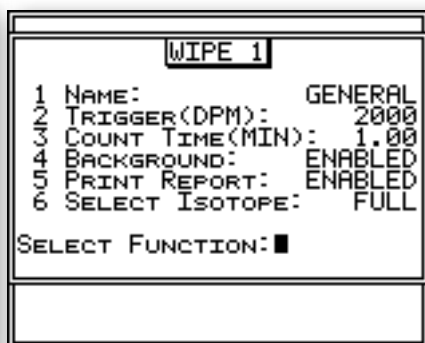 WIPE 1
1 NAME: GENERAL
2 TRIGGER(DPM): 2000
3 COUNT TIME(MIN): 1.00
4 BACKGROUND: ENABLED
5 PRINT REPORT: ENABLED
6 SELECT ISOTOPE: FULL
SELECT FUNCTION: